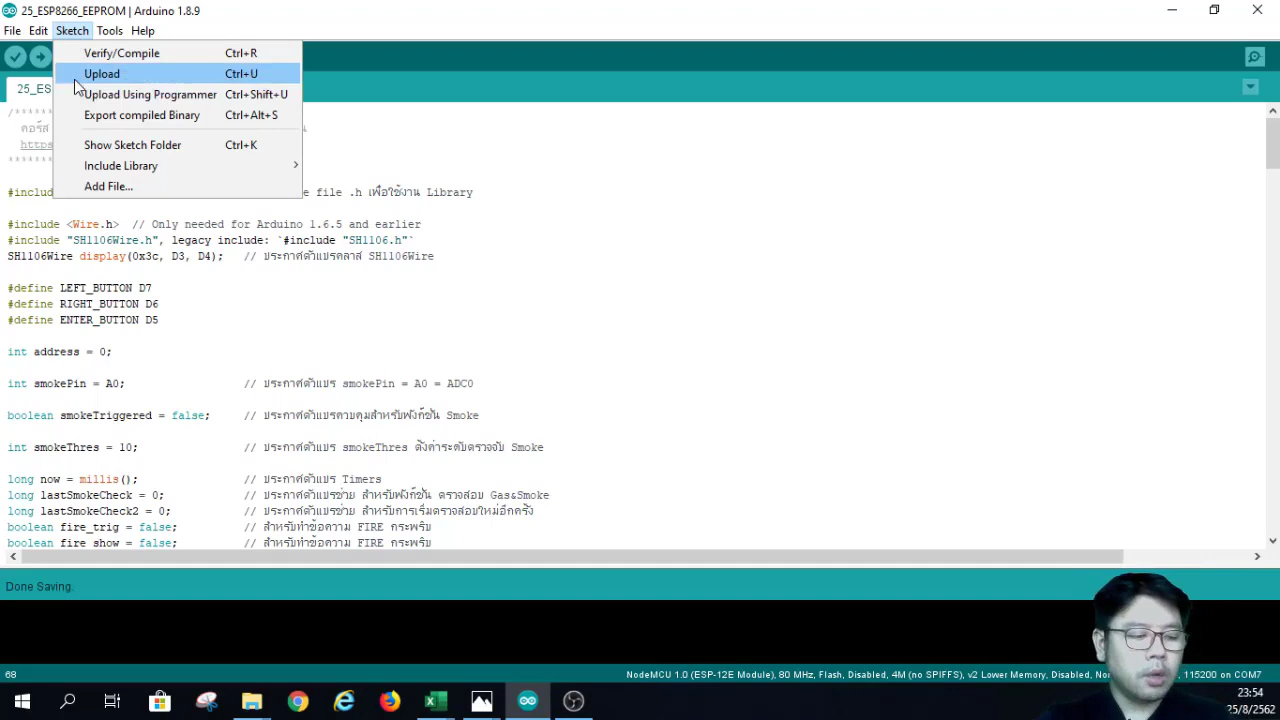 25_ESP8266_EEPROM | Arduino 1.8.9
File Edit Sketch Tools Help
Verify/Compile Ctrl+R
Upload Ctrl+U
Upload Using Programmer Ctrl+Shift+U
Export compiled Binary Ctrl+Alt+S
Show Sketch Folder Ctrl+K
Include Library
Add File...
25_ES
/*******
คอร์ส
https
*******
#inclu file .h เพื่อใช้งาน Library
#include <Wire.h> // Only needed for Arduino 1.6.5 and earlier
#include "SH1106Wire.h", legacy include: `#include "SH1106.h"`
SH1106Wire display(0x3c, D3, D4); // ประกาศตัวแปรคลาส SH1106Wire
#define LEFT_BUTTON D7
#define RIGHT_BUTTON D6
#define ENTER_BUTTON D5
int address = 0;
int smokePin = A0; // ประกาศตัวแปร smokePin = A0 = ADC0
boolean smokeTriggered = false; // ประกาศตัวแปรควบคุมสำหรับฟังก์ชัน Smoke
int smokeThres = 10; // ประกาศตัวแปร smokeThres ตั้งค่าระดับตรวจจับ Smoke
long now = millis(); // ประกาศตัวแปร Timers
long lastSmokeCheck = 0; // ประกาศตัวแปรช่วย สำหรับฟังก์ชัน ตรวจสอบ Gas&Smoke
long lastSmokeCheck2 = 0; // ประกาศตัวแปรช่วย สำหรับการเริ่มตรวจสอบใหม่อีกครั้ง
boolean fire_trig = false; // สำหรับทำข้อความ FIRE กระพริบ
boolean fire_show = false; // สำหรับทำข้อความ FIRE กระพริบ
Done Saving.
68 NodeMCU 1.0 (ESP-12E Module), 80 MHz, Flash, Disabled, 4M (no SPIFFS), v2 Lower Memory, Disabled, No 115200 on COM7
23:54
25/8/2562